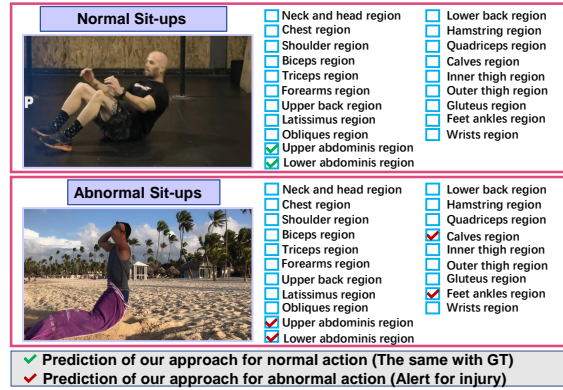 Normal Sit-ups
P
Neck and head region
Chest region
Shoulder region
Biceps region
Triceps region
Forearms region
Upper back region
Latissimus region
Obliques region
Upper abdominis region
Lower abdominis region
Lower back region
Hamstring region
Quadriceps region
Calves region
Inner thigh region
Outer thigh region
Gluteus region
Feet ankles region
Wrists region
Abnormal Sit-ups
Neck and head region
Chest region
Shoulder region
Biceps region
Triceps region
Forearms region
Upper back region
Latissimus region
Obliques region
Upper abdominis region
Lower abdominis region
Lower back region
Hamstring region
Quadriceps region
Calves region
Inner thigh region
Outer thigh region
Gluteus region
Feet ankles region
Wrists region
Prediction of our approach for normal action (The same with GT)
Prediction of our approach for abnormal action (Alert for injury)